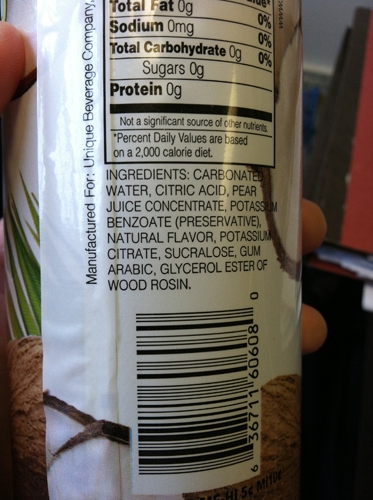 Total Fat 0g 0%
Sodium 0mg 0%
Total Carbohydrate 0g 0%
Sugars 0g
Protein 0g
Not a significant source of other nutrients.
*Percent Daily Values are based
on a 2,000 calorie diet.
INGREDIENTS: CARBONATED
WATER, CITRIC ACID, PEAR
JUICE CONCENTRATE, POTASSIUM
BENZOATE (PRESERVATIVE),
NATURAL FLAVOR, POTASSIUM
CITRATE, SUCRALOSE, GUM
ARABIC, GLYCEROL ESTER OF
WOOD ROSIN.
Manufactured For: Unique Beverage Company,
6 36711 60608 0